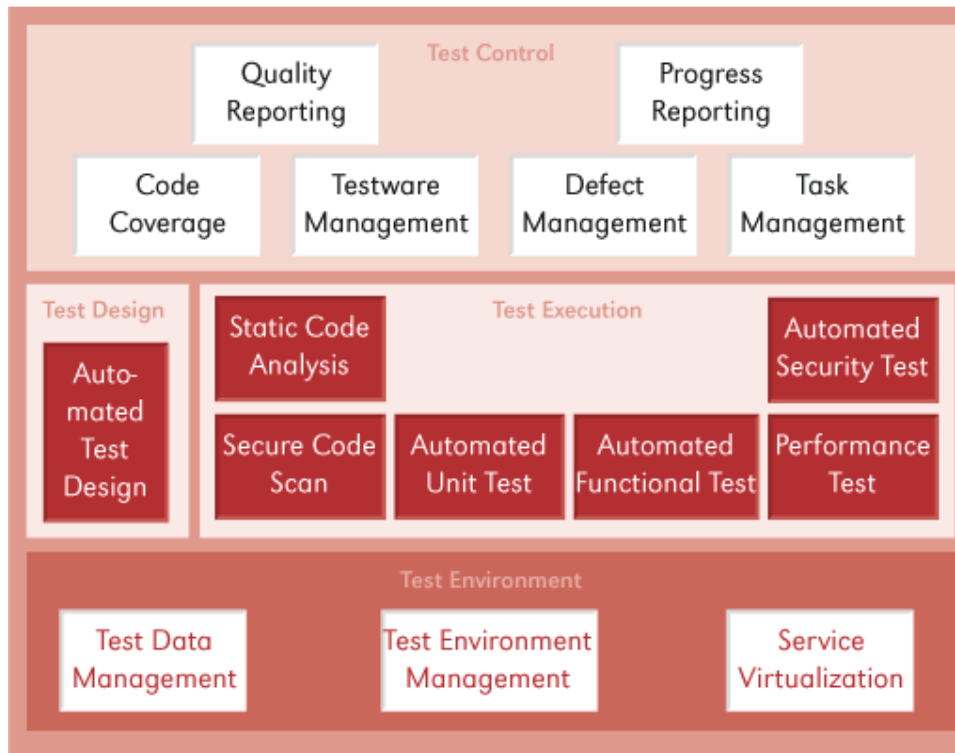 Test Control
Quality
Reporting
Progress
Reporting
Code
Coverage
Testware
Management
Defect
Management
Task
Management
Test Design
Auto-
mated
Test
Design
Test Execution
Static Code
Analysis
Automated
Security Test
Secure Code
Scan
Automated
Unit Test
Automated
Functional Test
Performance
Test
Test Environment
Test Data
Management
Test Environment
Management
Service
Virtualization